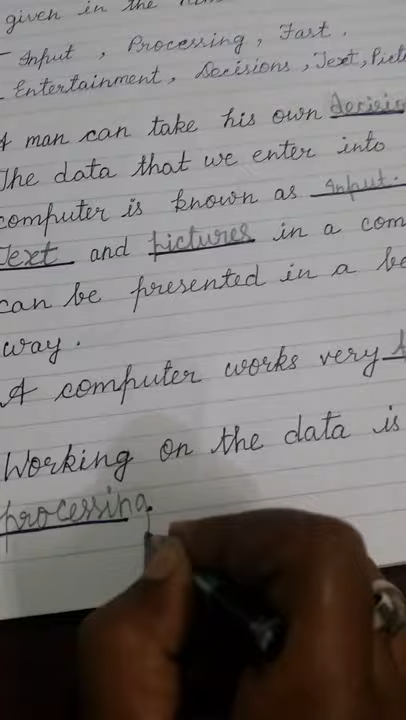 given in the
Input , Processing , Fast .
Entertainment , Decisions , Text , Pict
A man can take his own decisi
The data that we enter into
computer is known as input.
Text and pictures in a com
can be presented in a be
way .
A computer works very
Working on the data is
processing.